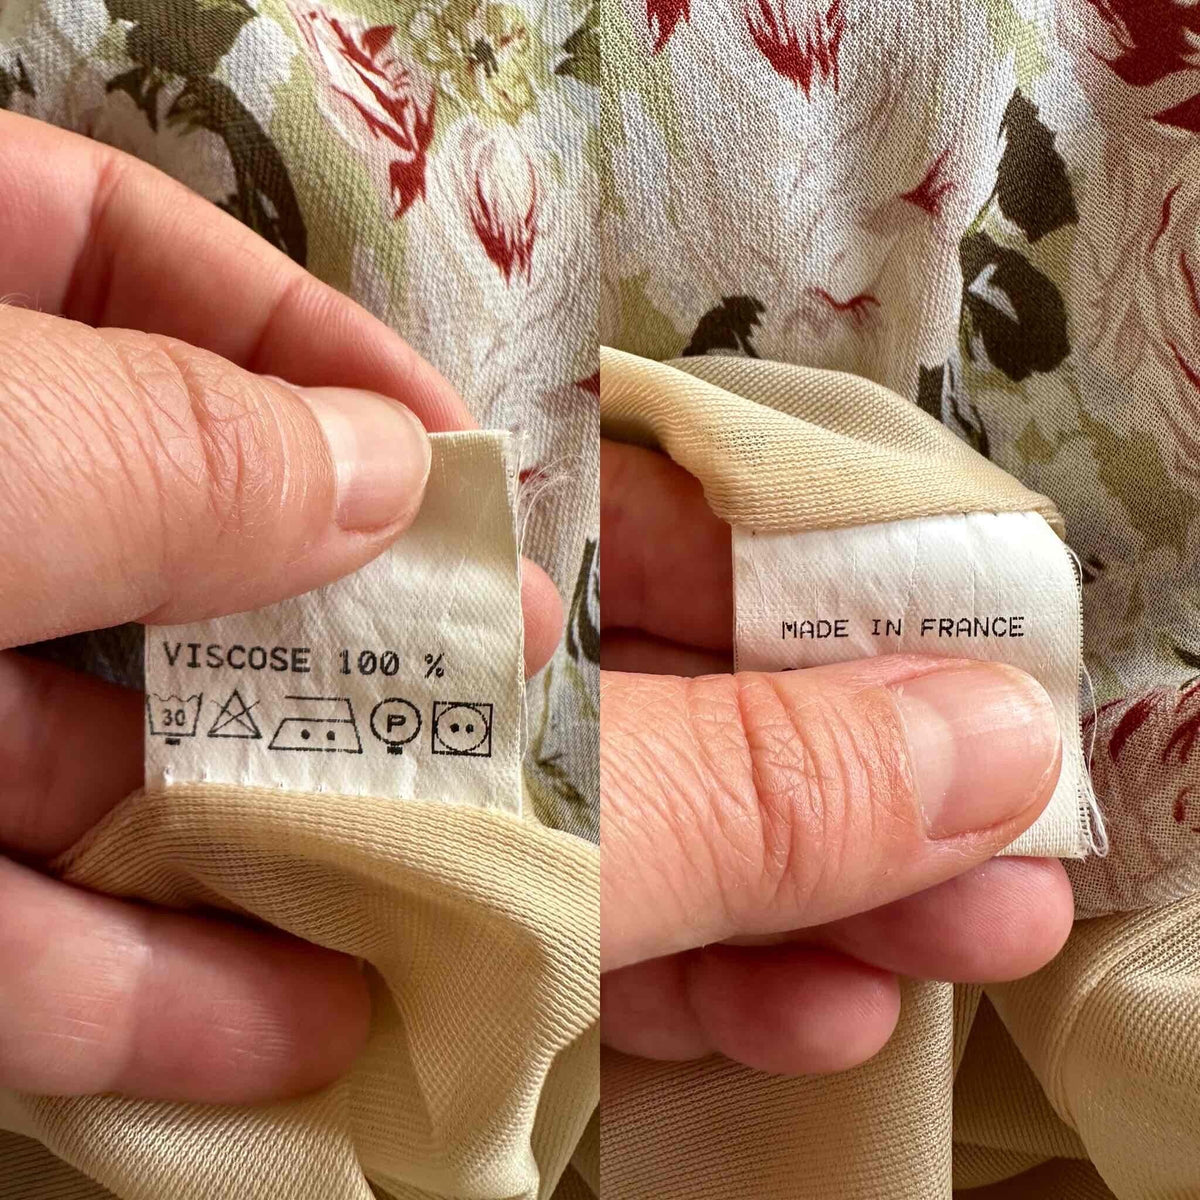 VISCOSE 100 %
30 P
MADE IN FRANCE